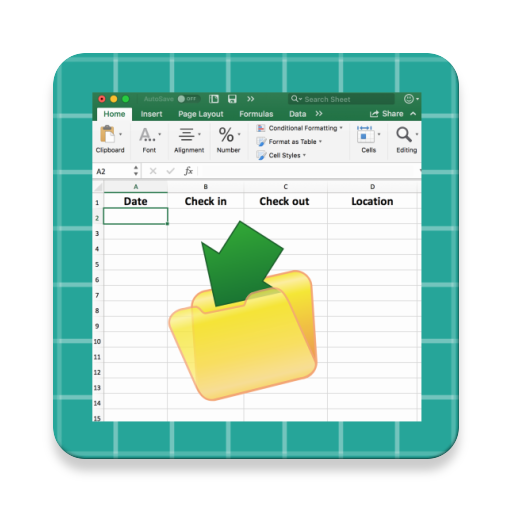 AutoSave OFF Search Sheet
Home Insert Page Layout Formulas Data Share
Clipboard Font Alignment Number Conditional Formatting Format as Table Cell Styles Cells Editing
A2 fx
A B C D
1 Date Check in Check out Location
2
3
4
5
6
7
8
9
10
11
12
13
14
15